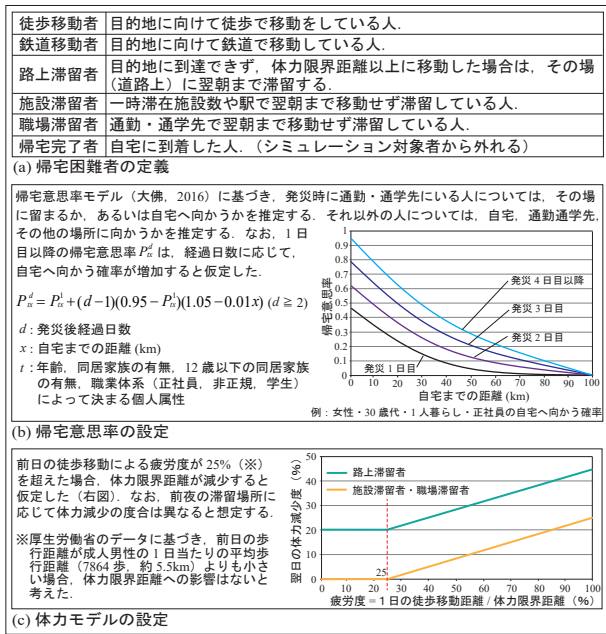 徒歩移動者 目的地に向けて徒歩で移動をしている人.
鉄道移動者 目的地に向けて鉄道で移動している人.
路上滞留者 目的地に到達できず，体力限界距離以上に移動した場合は，その場
（道路上）に翌朝まで滞留する.
施設滞留者 一時滞在施設数や駅で翌朝まで移動せず滞留している人.
職場滞留者 通勤・通学先で翌朝まで移動せず滞留している人.
帰宅完了者 自宅に到着した人.（シミュレーション対象者から外れる）
(a) 帰宅困難者の定義
帰宅意思率モデル（大佛，2016）に基づき，発災時に通勤・通学先にいる人については，その場
に留まるか，あるいは自宅へ向かうかを推定する. それ以外の人については，自宅，通勤通学先，
その他の場所に向かうかを推定する. なお，1 日
目以降の帰宅意思率 P_tx^d は，経過日数に応じて，
自宅へ向かう確率が増加すると仮定した.
P_tx^d = P_tx^1 + (d−1)(0.95 − P_tx^1)(1.05−0.01x) (d ≧ 2)
d : 発災後経過日数
x : 自宅までの距離 (km)
t : 年齢，同居家族の有無，12 歳以下の同居家族
の有無，職業体系（正社員，非正規，学生）
によって決まる個人属性
帰宅意思率
1
0.9
0.8
0.7
0.6
0.5
0.4
0.3
0.2
0.1
0
発災 4 日目以降
発災 3 日目
発災 2 日目
発災 1 日目
0 10 20 30 40 50 60 70 80 90 100
自宅までの距離 (km)
例：女性・30 歳代・1 人暮らし・正社員の自宅へ向かう確率
(b) 帰宅意思率の設定
前日の徒歩移動による疲労度が 25%（※）
を超えた場合，体力限界距離が減少すると
仮定した（右図）. なお，前夜の滞留場所に
応じて体力減少の度合は異なると想定する.
※厚生労働省のデータに基づき，前日の歩
行距離が成人男性の 1 日当たりの平均歩
行距離（7864 歩，約 5.5km）よりも小さ
い場合，体力限界距離への影響はないと
考えた.
翌日の体力減少度（%）
50
40
30
20
10
0
路上滞留者
施設滞留者・職場滞留者
25
0 10 20 30 40 50 60 70 80 90 100
疲労度＝1 日の徒歩移動距離 / 体力限界距離（%）
(c) 体力モデルの設定